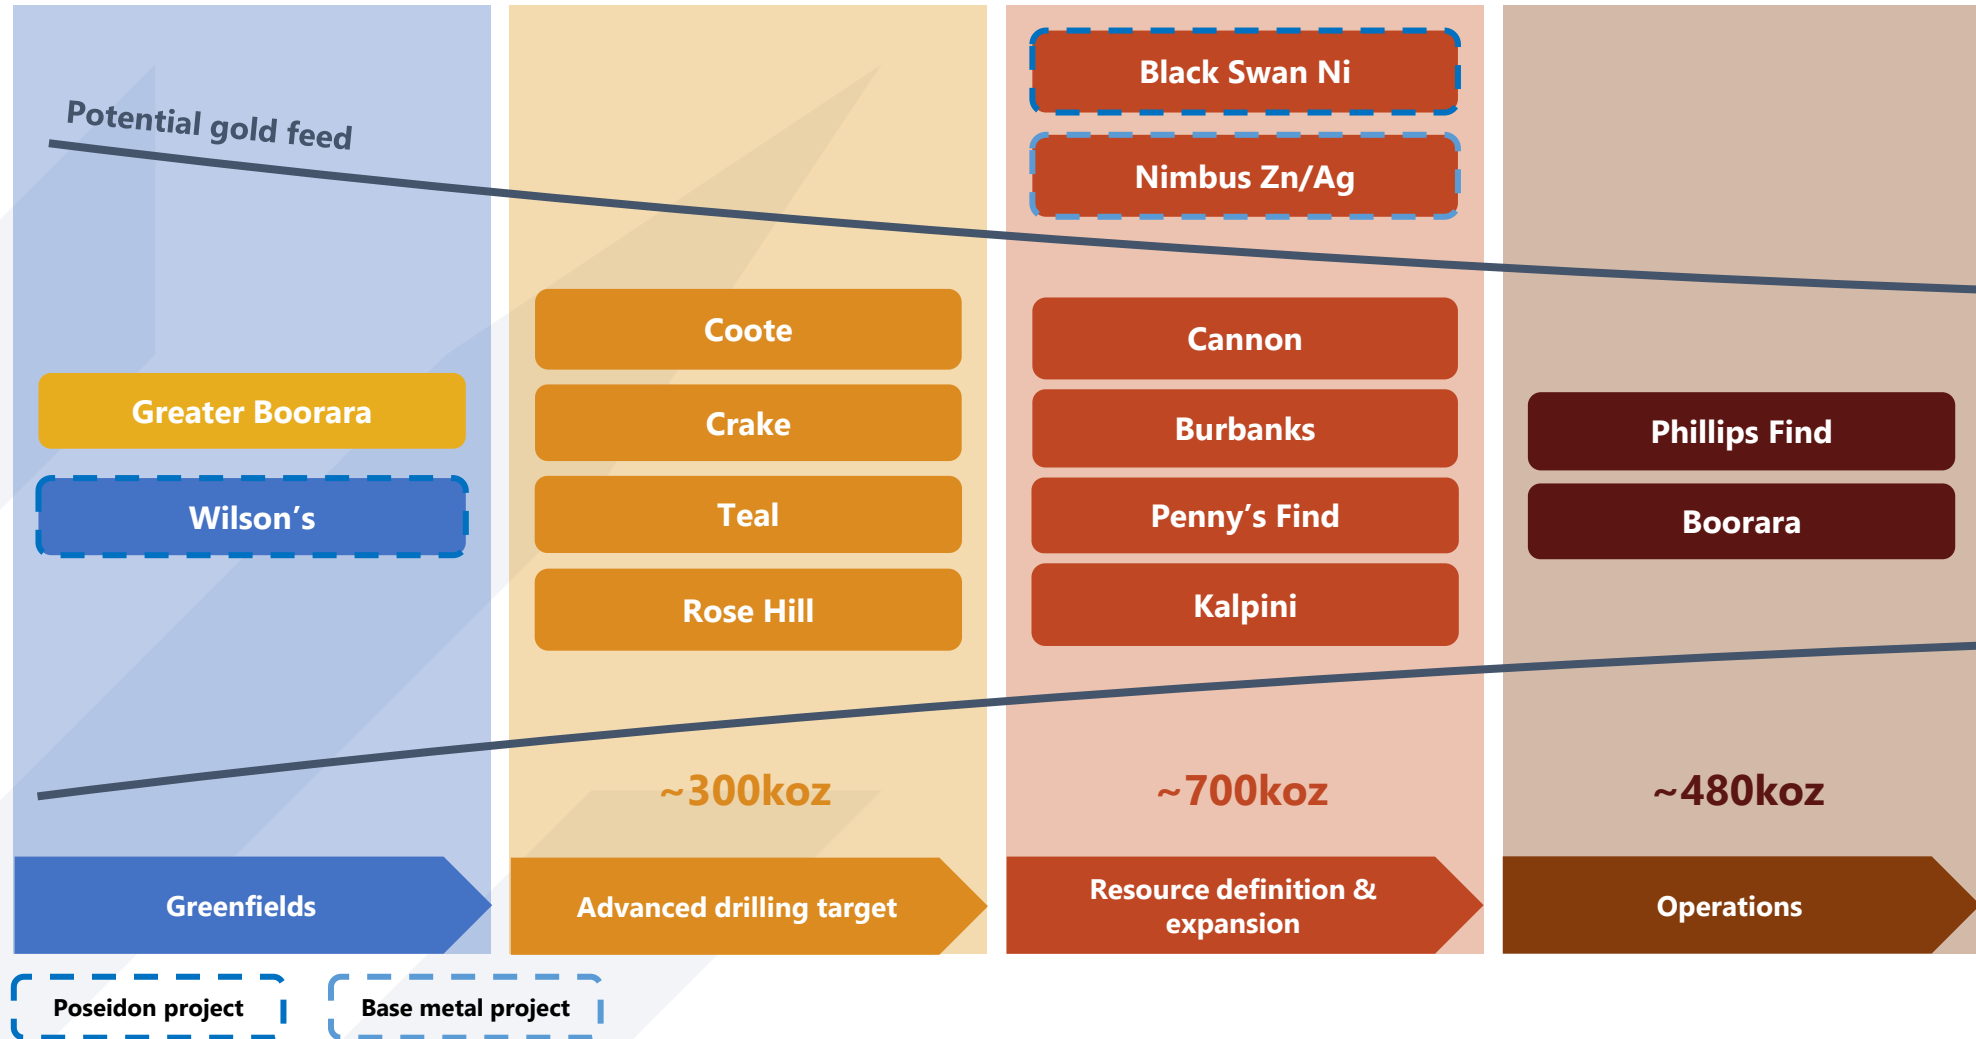 Potential gold feed
Greater Boorara
Wilson’s
Greenfields
Coote
Crake
Teal
Rose Hill
~300koz
Advanced drilling target
Black Swan Ni
Nimbus Zn/Ag
Cannon
Burbanks
Penny’s Find
Kalpini
~700koz
Resource definition &
expansion
Phillips Find
Boorara
~480koz
Operations
Poseidon project
Base metal project